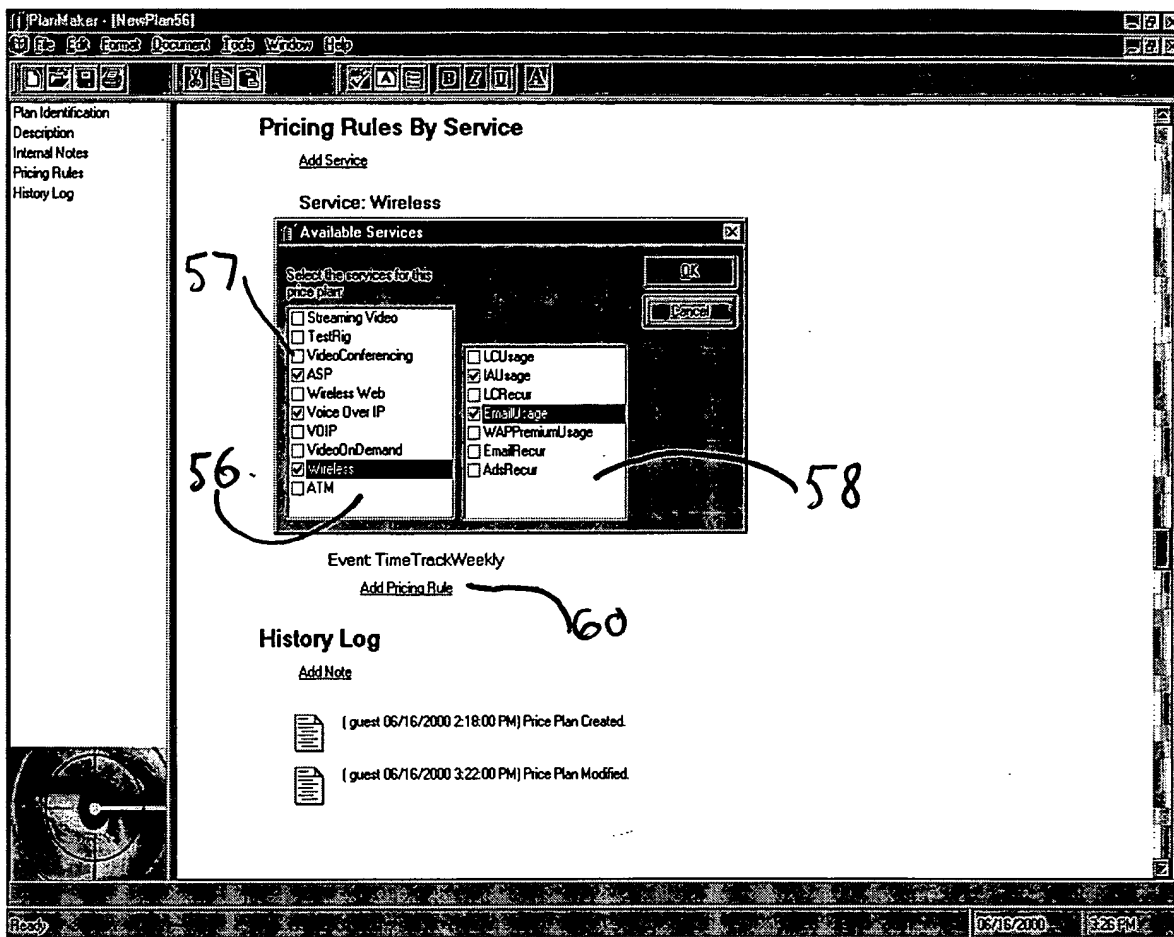 PlanMaker - [NewPlan56]
File Edit Format Document Tools Window Help
B I U A
Plan Identification
Description
Internal Notes
Pricing Rules
History Log
Pricing Rules By Service
Add Service
Service: Wireless
Available Services
Select the services for this
price plan:
OK
Cancel
57
Streaming Video
TestRig
VideoConferencing
ASP
Wireless Web
Voice Over IP
VOIP
VideoOnDemand
Wireless
ATM
56
LCUsage
IAUsage
LCRecur
EmailUsage
WAPPremiumUsage
EmailRecur
AdsRecur
58
Event: TimeTrackWeekly
Add Pricing Rule
60
History Log
Add Note
( guest 06/16/2000 2:18:00 PM) Price Plan Created.
( guest 06/16/2000 3:22:00 PM) Price Plan Modified.
Ready
06/16/2000
3:26 PM